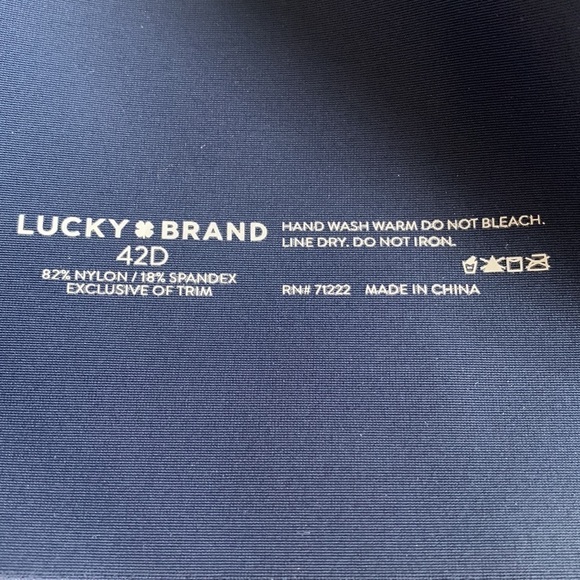 LUCKY BRAND
42D
82% NYLON / 18% SPANDEX
EXCLUSIVE OF TRIM
HAND WASH WARM DO NOT BLEACH.
LINE DRY. DO NOT IRON.
RN# 71222 MADE IN CHINA